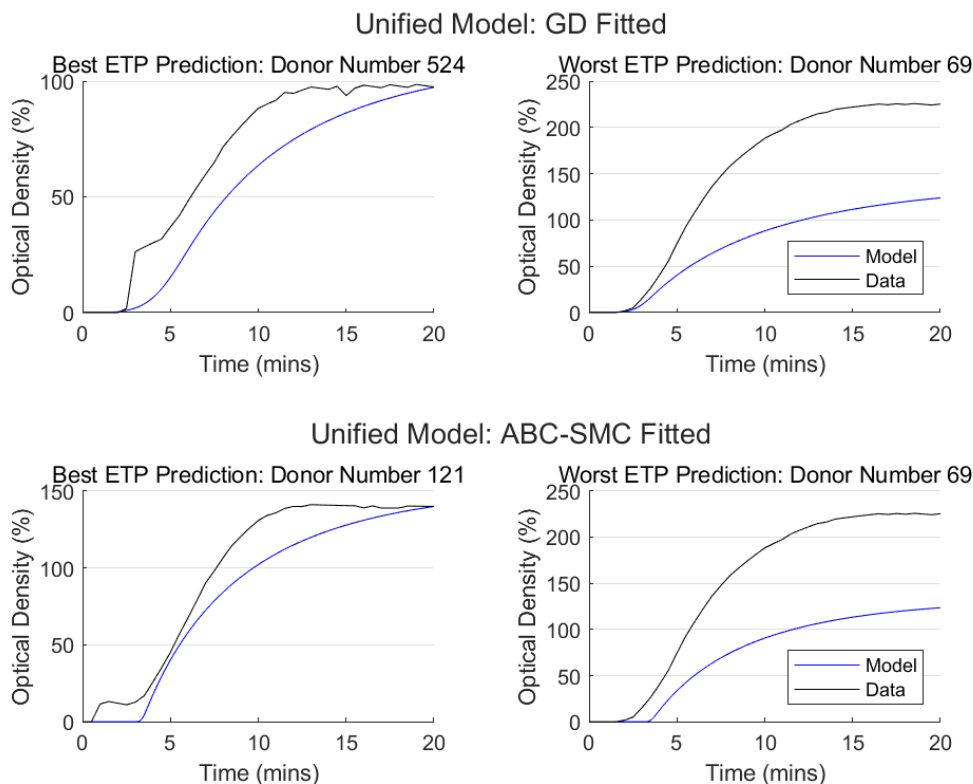 Unified Model: GD Fitted
Best ETP Prediction: Donor Number 524
Worst ETP Prediction: Donor Number 69
Optical Density (%)
100
50
0
0 5 10 15 20
Time (mins)
Optical Density (%)
250
200
150
100
50
0
Model
Data
0 5 10 15 20
Time (mins)
Unified Model: ABC-SMC Fitted
Best ETP Prediction: Donor Number 121
Worst ETP Prediction: Donor Number 69
Optical Density (%)
150
100
50
0
0 5 10 15 20
Time (mins)
Optical Density (%)
250
200
150
100
50
0
Model
Data
0 5 10 15 20
Time (mins)